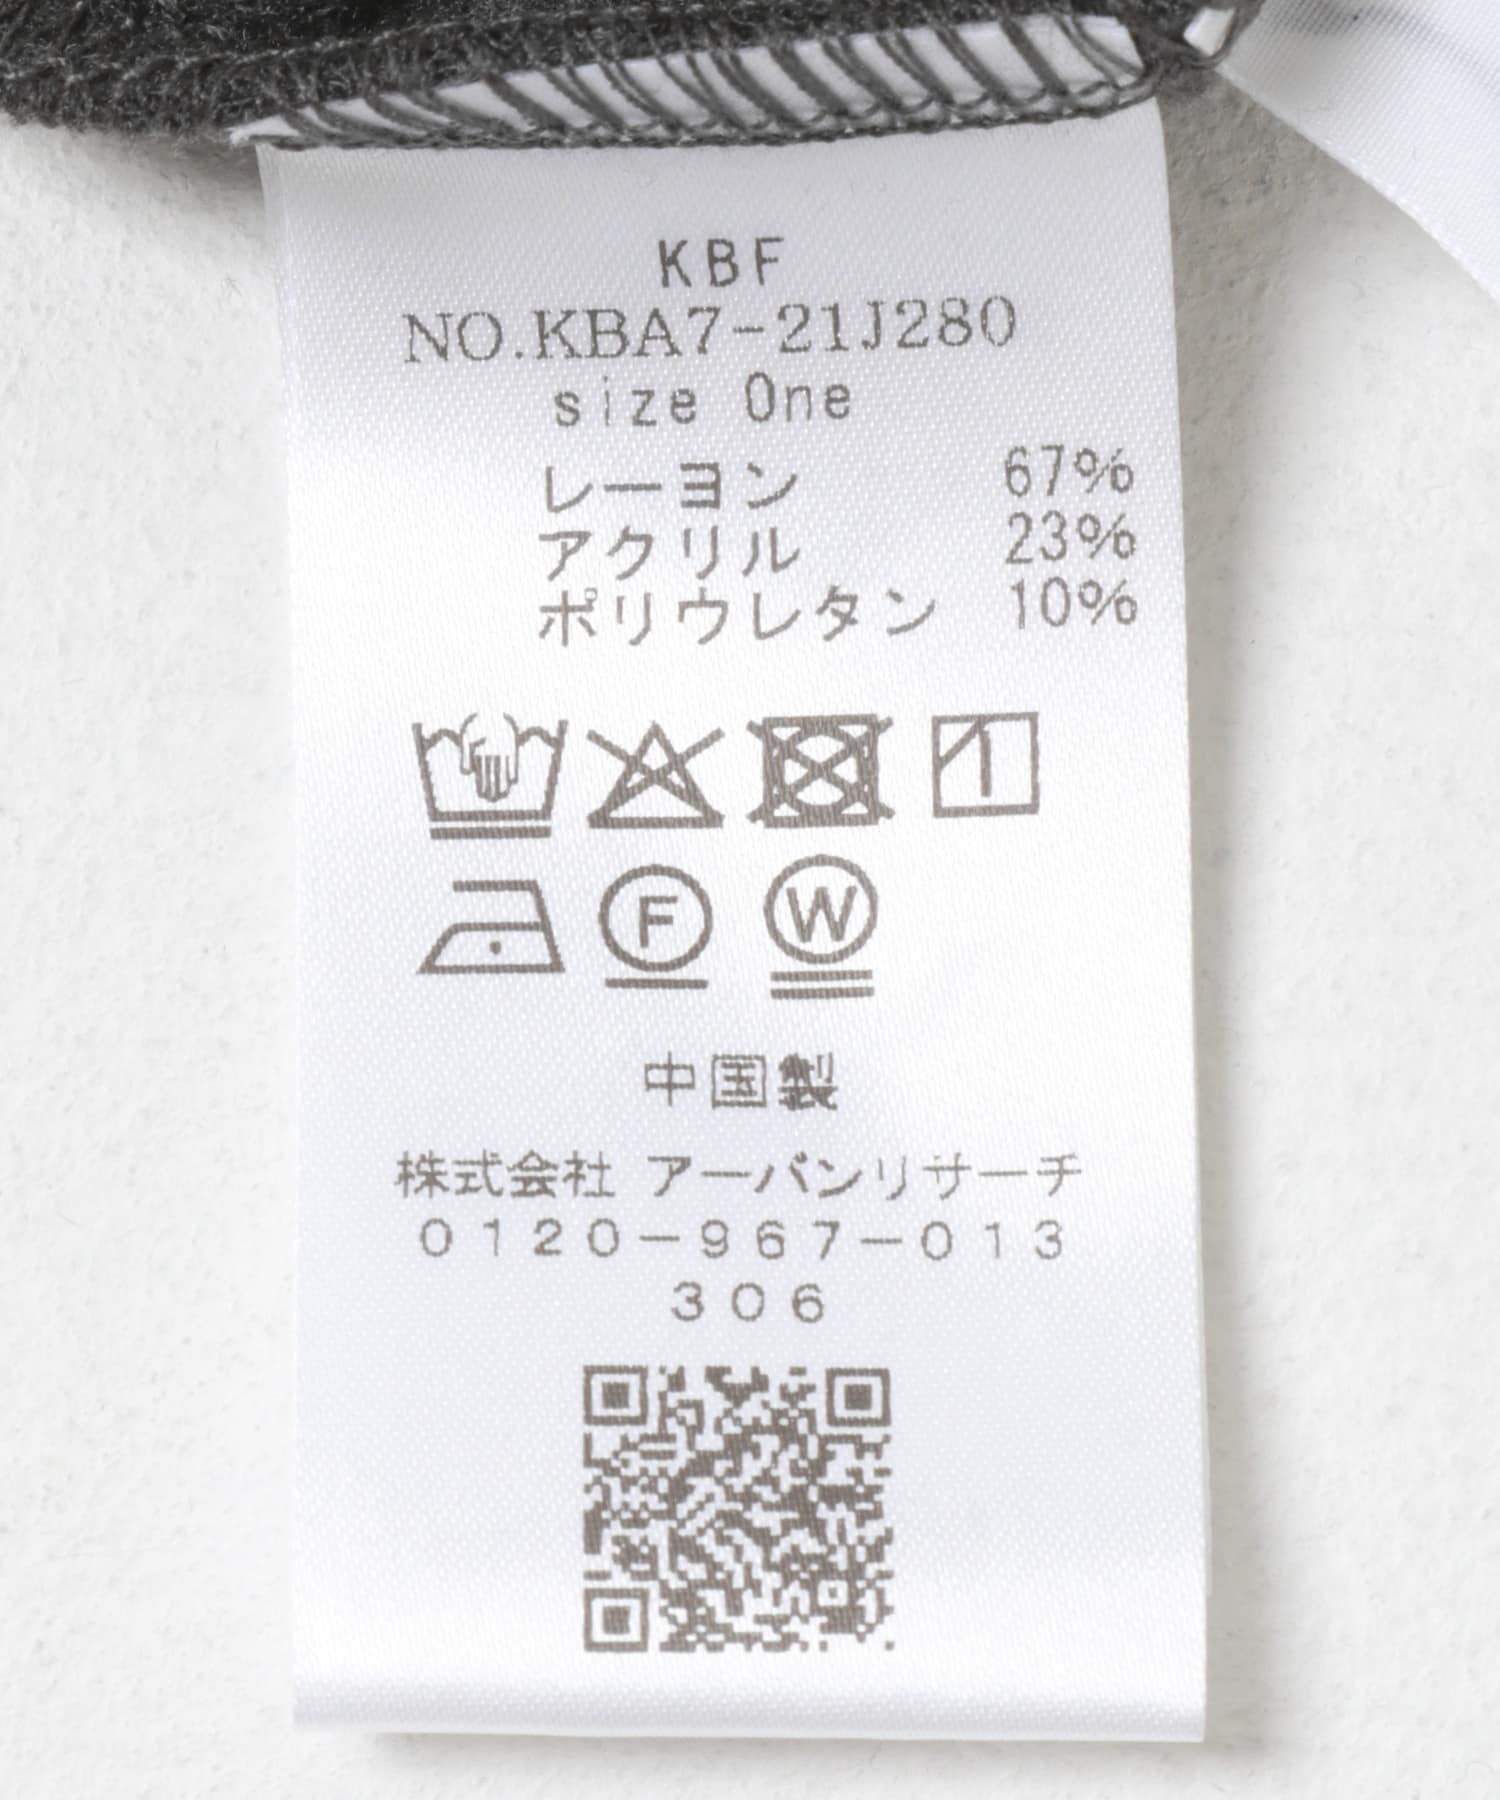 KBF
NO.KBA7-21J280
size One
レーヨン 67%
アクリル 23%
ポリウレタン 10%
F W
中国製
株式会社 アーバンリサーチ
0120-967-013
306